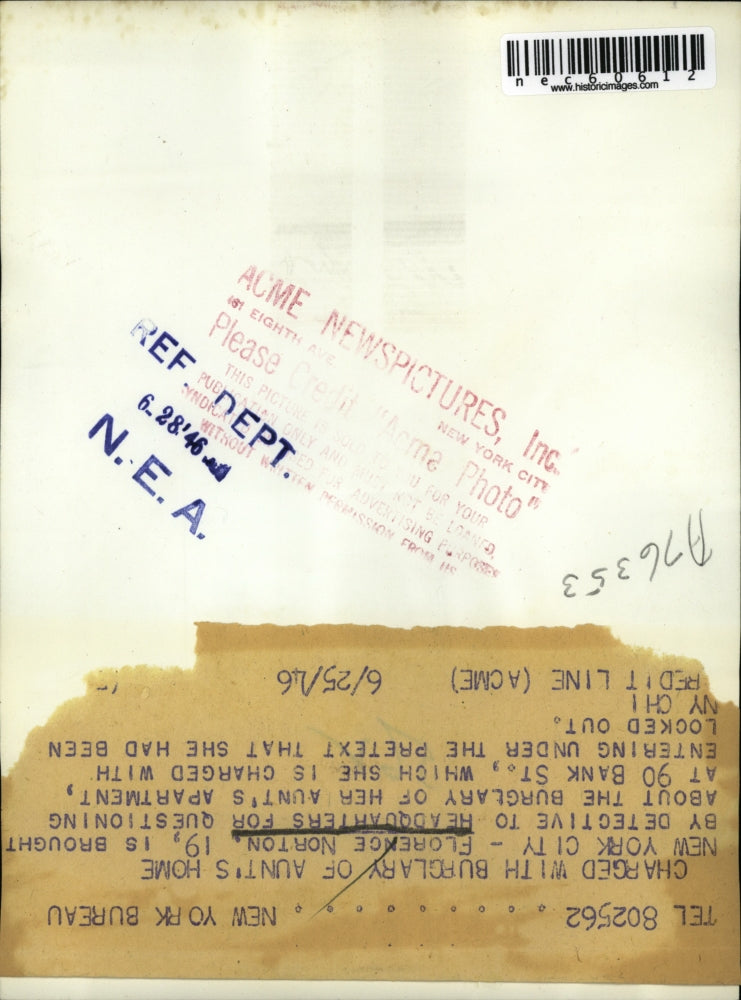 nec60612
www.historicimages.com
ACME NEWSPICTURES, Inc.
461 EIGHTH AVE NEW YORK CITY
Please Credit "Acme Photo"
THIS PICTURE IS SOLD TO YOU FOR YOUR
PUBLICATION ONLY AND MUST NOT BE LOANED,
SYNDICATED OR USED FOR ADVERTISING PURPOSES
WITHOUT WRITTEN PERMISSION FROM US
REF. DEPT.
6-28-'46
N. E. A.
A76353
TEL 802562 . . . . . . . . . . NEW YORK BUREAU
CHARGED WITH BURGLARY OF AUNT'S HOME
NEW YORK CITY - FLORENCE NORTON, 19, IS BROUGHT
BY DETECTIVE TO HEADQUARTERS FOR QUESTIONING
ABOUT THE BURGLARY OF HER AUNT'S APARTMENT,
AT 90 BANK ST., WHICH SHE IS CHARGED WITH
ENTERING UNDER THE PRETEXT THAT SHE HAD BEEN
LOCKED OUT.
NY CHI
REDIT LINE (ACME) 6/25/46